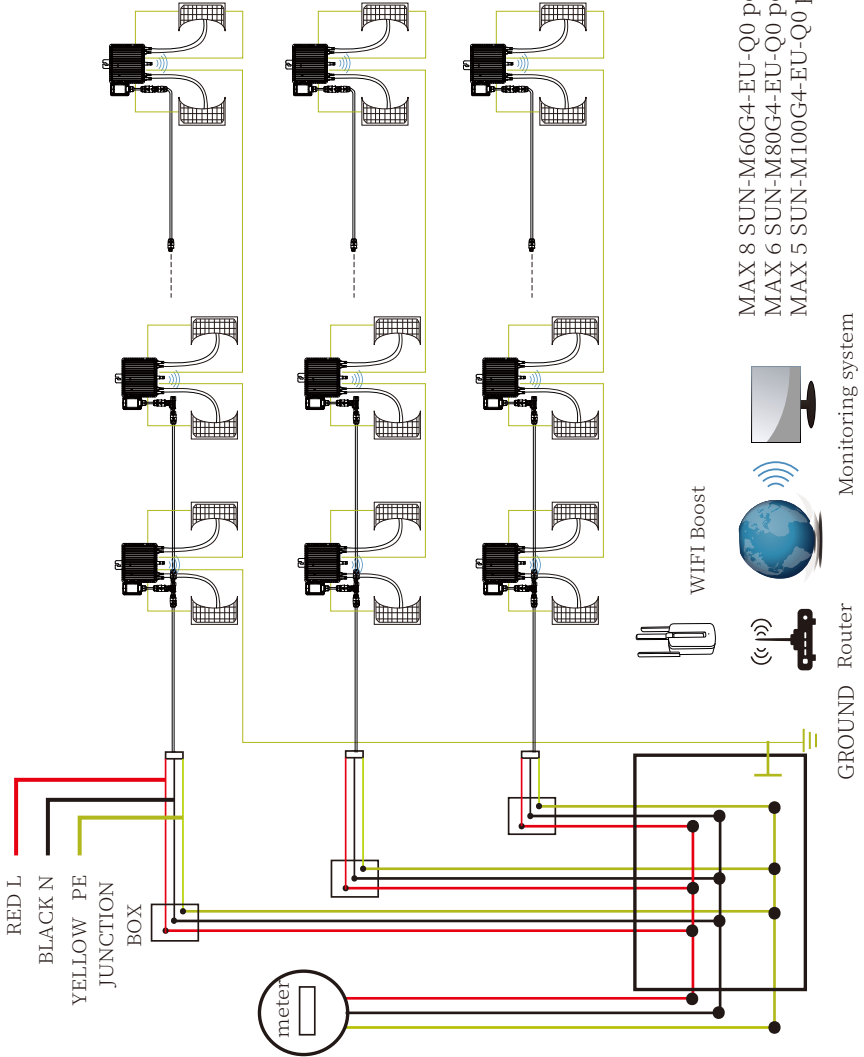 RED L
BLACK N
YELLOW PE
JUNCTION
BOX
meter
GROUND
Router
WIFI Boost
Monitoring system
MAX 8 SUN-M60G4-EU-Q0
MAX 6 SUN-M80G4-EU-Q0
MAX 5 SUN-M100G4-EU-Q0